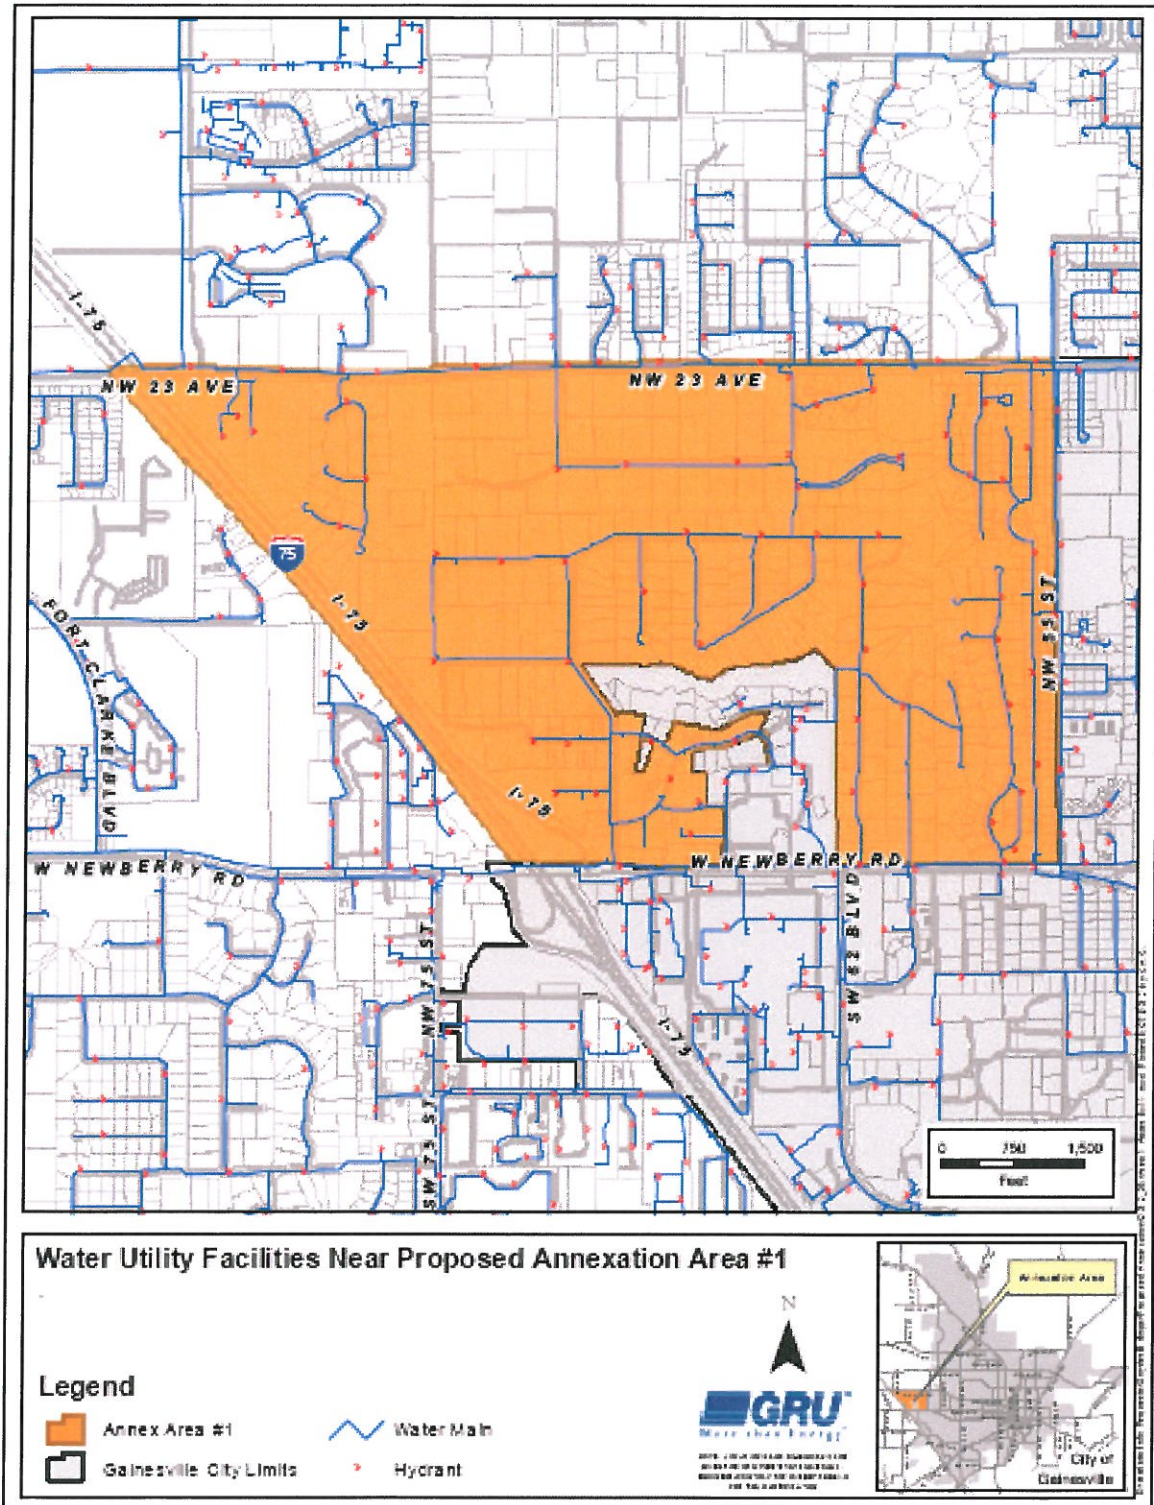 I-75
NW 23 AVE
NW 23 AVE
75
I-75
NW 55 ST
FORT CLARKE BLVD
I-75
W NEWBERRY RD
W NEWBERRY RD
NW 75 ST
SW 62 BLVD
I-75
SW 75 ST
0 750 1,500
Feet
Water Utility Facilities Near Proposed Annexation Area #1
N
Legend
Annex Area #1
Water Main
Gainesville City Limits
Hydrant
GRU
More than Energy
Annexation Area
City of
Gainesville